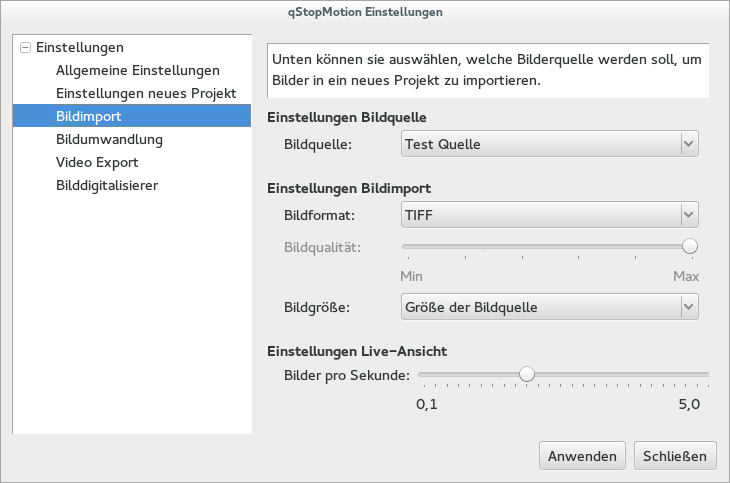 qStopMotion Einstellungen
Einstellungen
Allgemeine Einstellungen
Einstellungen neues Projekt
Bildimport
Bildumwandlung
Video Export
Bilddigitalisierer
Unten können sie auswählen, welche Bilderquelle werden soll, um
Bilder in ein neues Projekt zu importieren.
Einstellungen Bildquelle
Bildquelle: Test Quelle
Einstellungen Bildimport
Bildformat: TIFF
Bildqualität:
Min Max
Bildgröße: Größe der Bildquelle
Einstellungen Live-Ansicht
Bilder pro Sekunde:
0,1 5,0
Anwenden Schließen